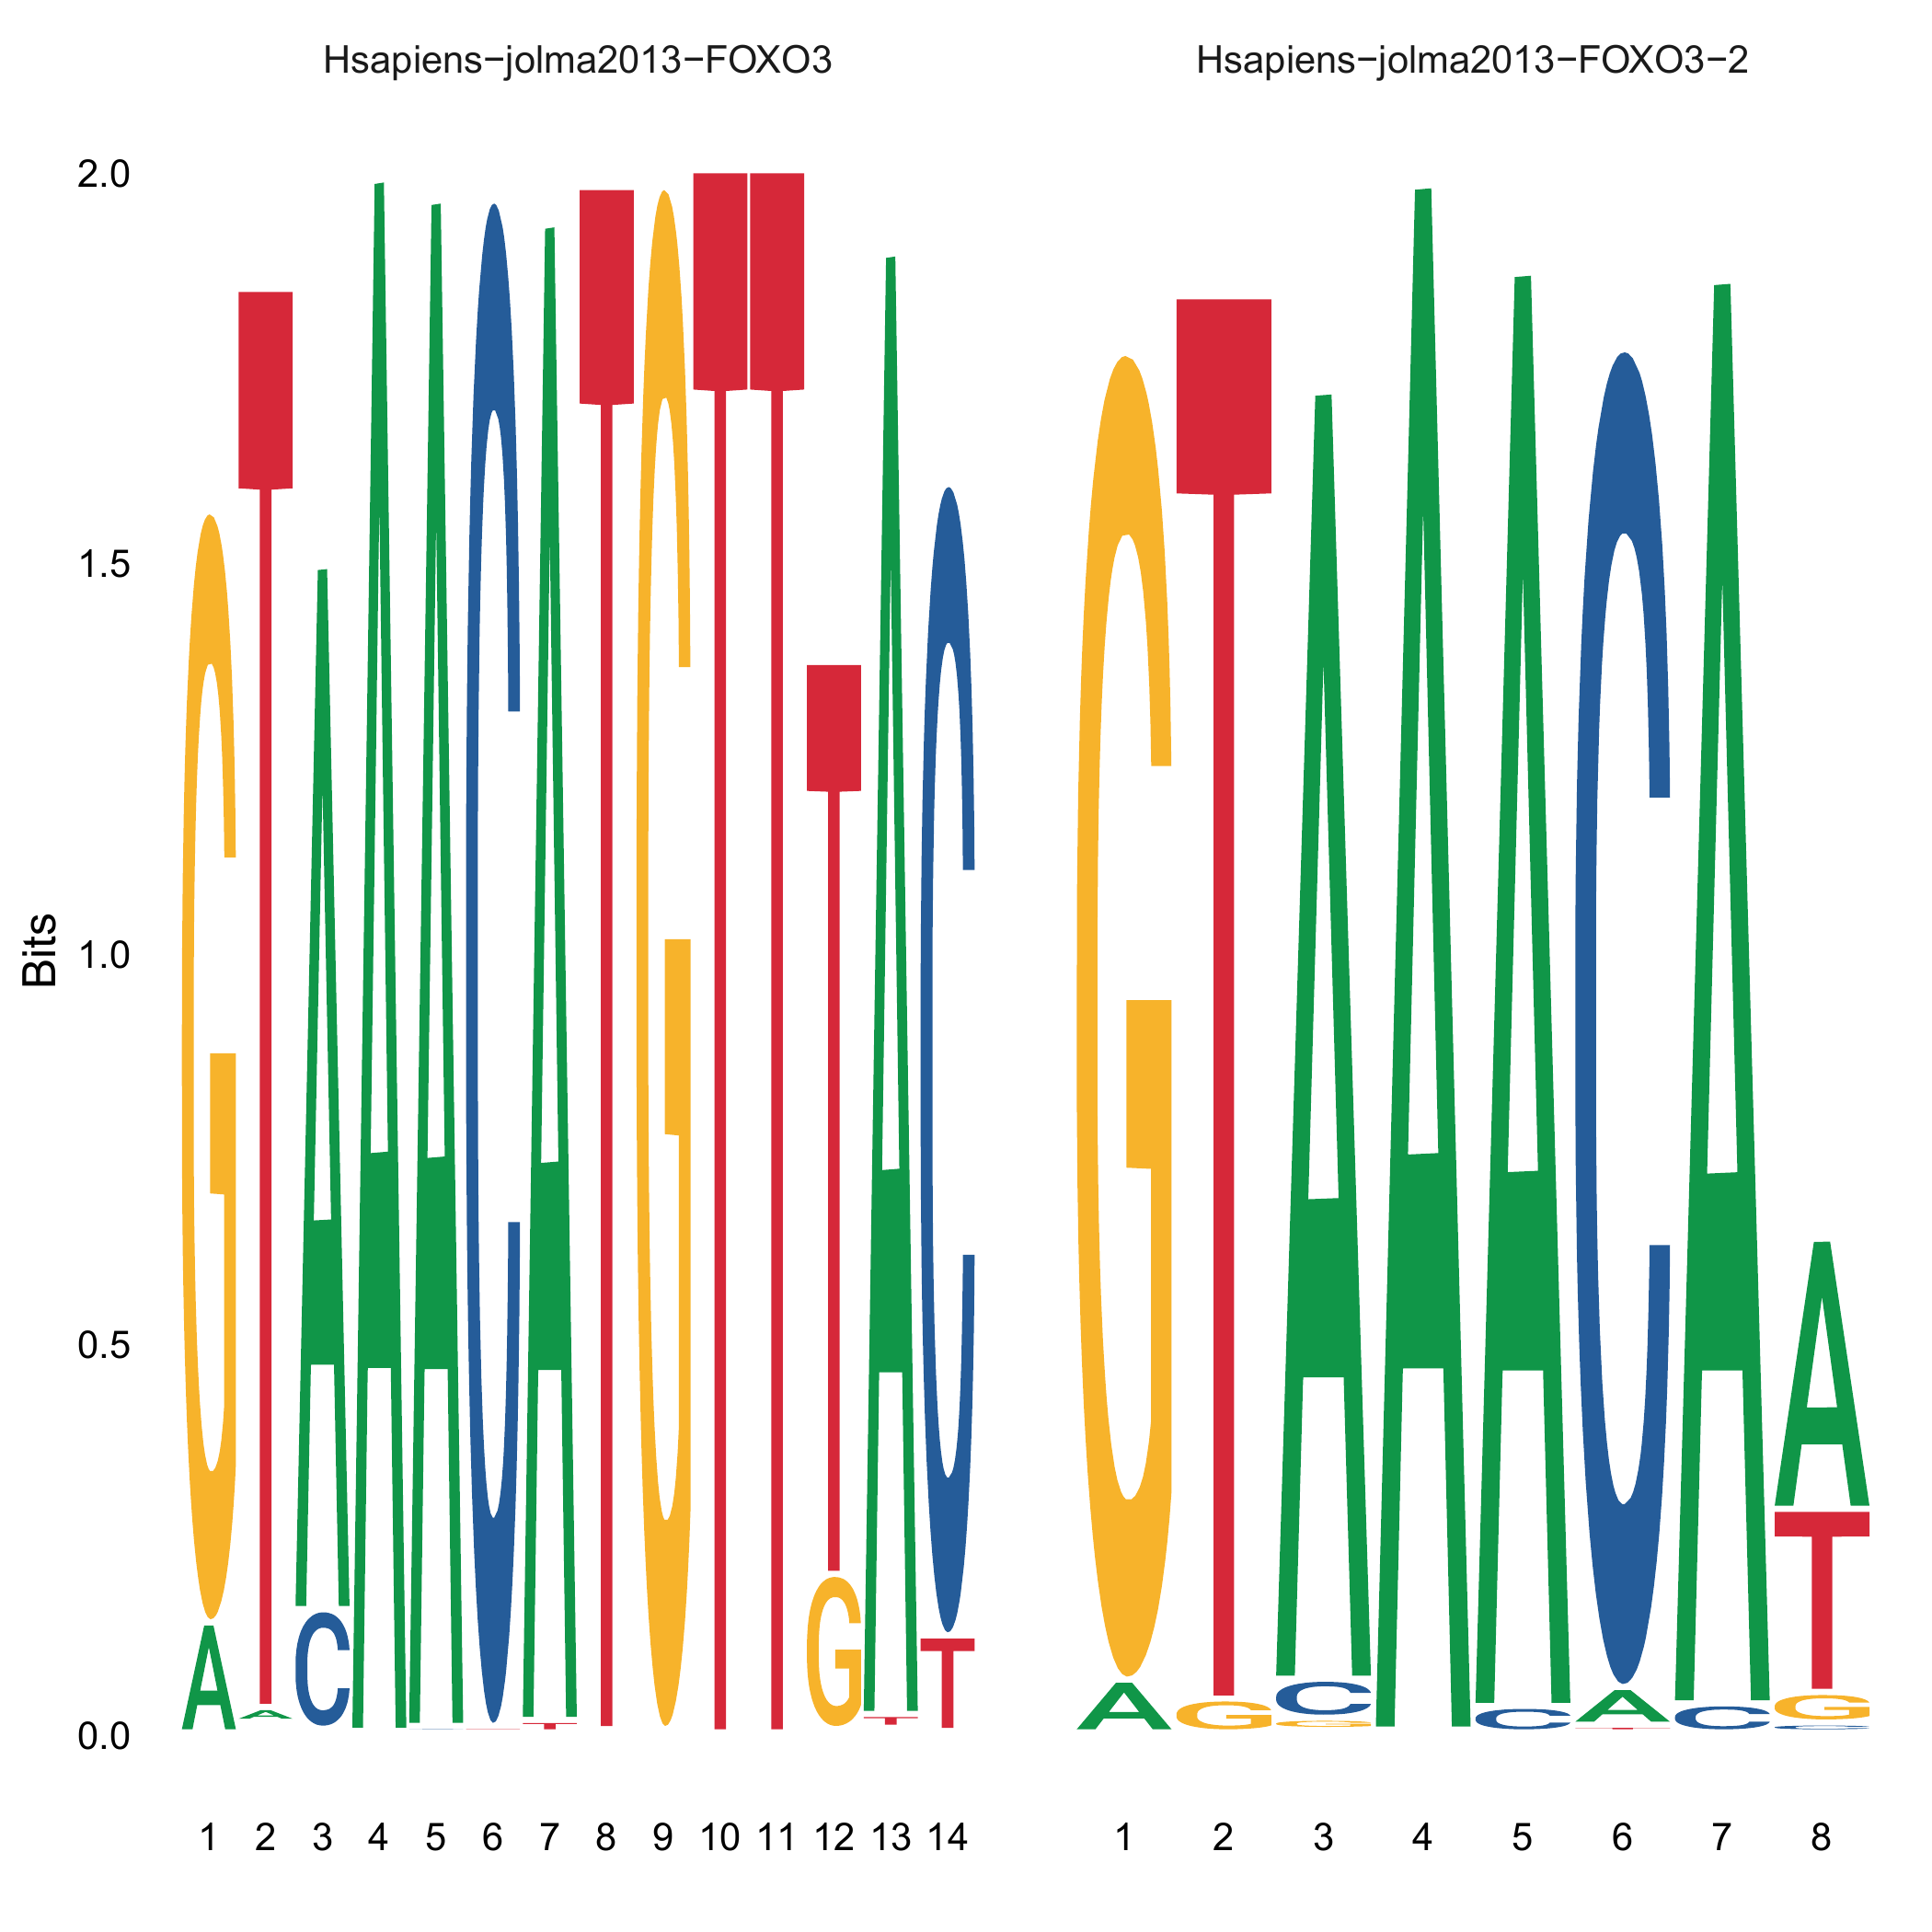 Hsapiens−jolma2013−FOXO3 Hsapiens−jolma2013−FOXO3−2
2.0
1.5
1.0
0.5
0.0
Bits
G T A A A C A T G T T T A C
A A C C T G T T
G T A A A C A A
A G C C A C T
G T G
C
1 2 3 4 5 6 7 8 9 10 11 12 13 14 1 2 3 4 5 6 7 8